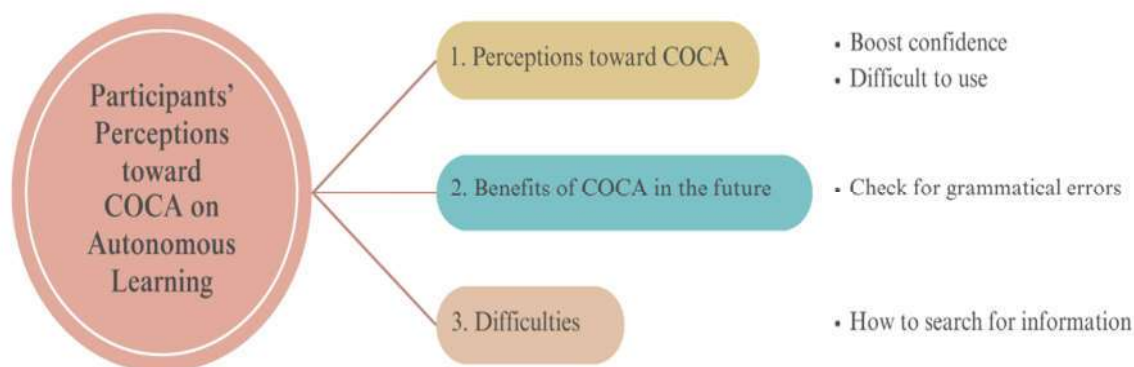 Participants'
Perceptions
toward
COCA on
Autonomous
Learning
1. Perceptions toward COCA
• Boost confidence
• Difficult to use
2. Benefits of COCA in the future
• Check for grammatical errors
3. Difficulties
• How to search for information